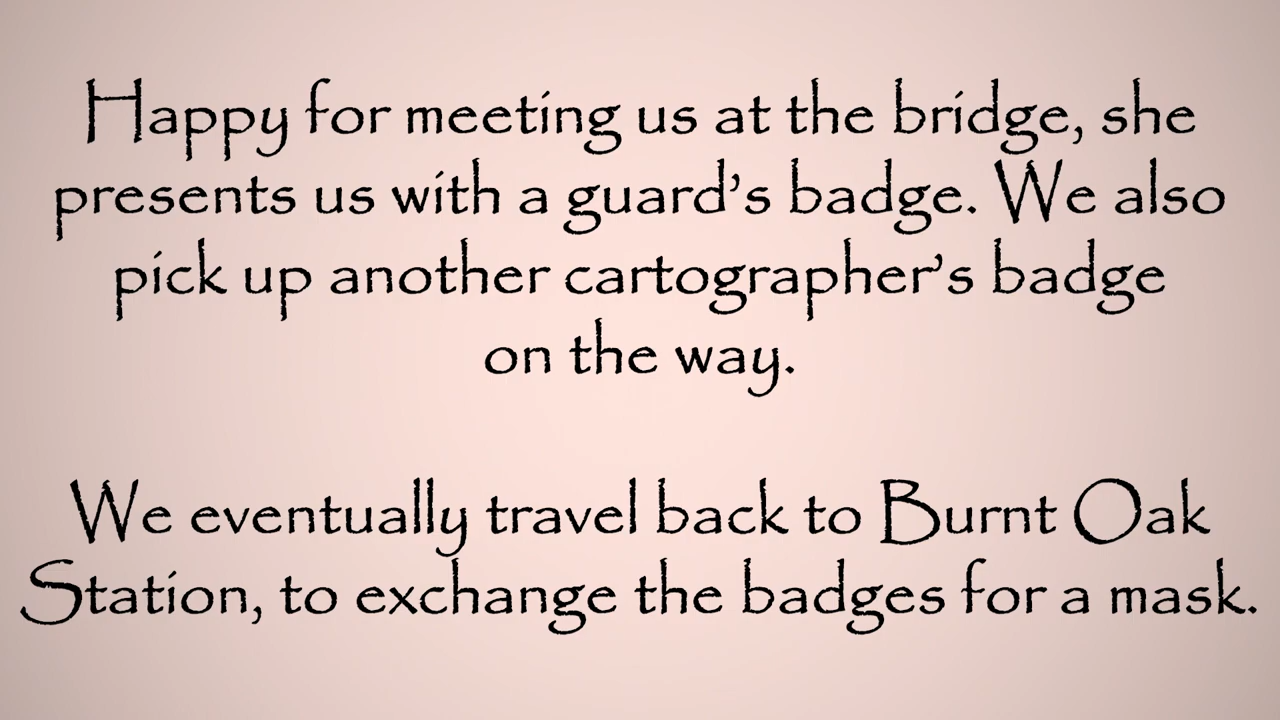 Happy for meeting us at the bridge, she
presents us with a guard’s badge. We also
pick up another cartographer’s badge
on the way.
We eventually travel back to Burnt Oak
Station, to exchange the badges for a mask.